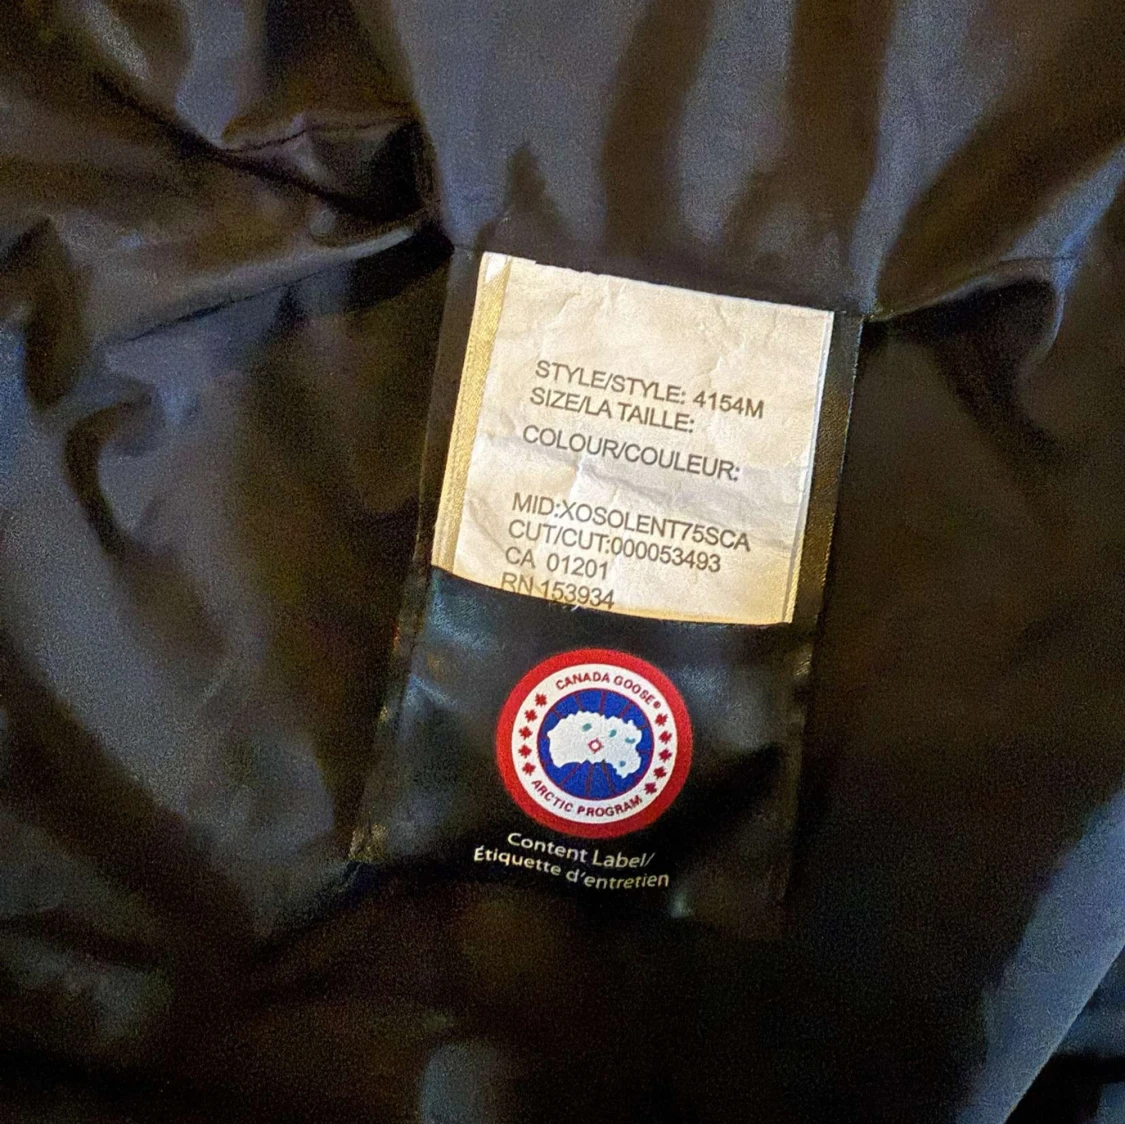 STYLE/STYLE: 4154M
SIZE/LA TAILLE:
COLOUR/COULEUR:
MID:XOSOLENT75SCA
CUT/CUT:000053493
CA 01201
RN 153934
CANADA GOOSE®
ARCTIC PROGRAM
Content Label/
Étiquette d'entretien